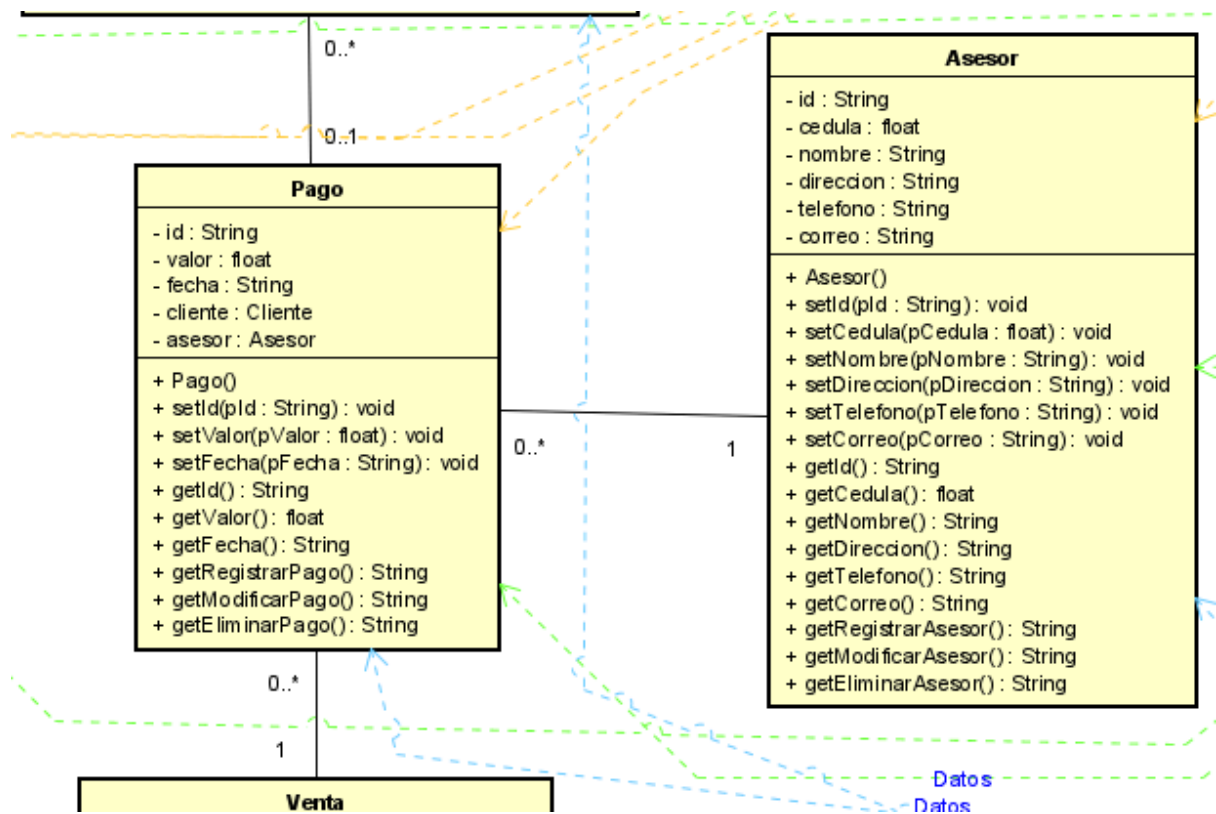 0..*
0..1
Pago
- id : String
- valor : float
- fecha : String
- cliente : Cliente
- asesor : Asesor
+ Pago()
+ setId(pId : String) : void
+ setValor(pValor : float) : void
+ setFecha(pFecha : String) : void
+ getId() : String
+ getValor() : float
+ getFecha() : String
+ getRegistrarPago() : String
+ getModificarPago() : String
+ getEliminarPago() : String
0..*
1
Asesor
- id : String
- cedula : float
- nombre : String
- direccion : String
- telefono : String
- correo : String
+ Asesor()
+ setId(pId : String) : void
+ setCedula(pCedula : float) : void
+ setNombre(pNombre : String) : void
+ setDireccion(pDireccion : String) : void
+ setTelefono(pTelefono : String) : void
+ setCorreo(pCorreo : String) : void
+ getId() : String
+ getCedula() : float
+ getNombre() : String
+ getDireccion() : String
+ getTelefono() : String
+ getCorreo() : String
+ getRegistrarAsesor() : String
+ getModificarAsesor() : String
+ getEliminarAsesor() : String
0..*
1
Venta
Datos
Datos